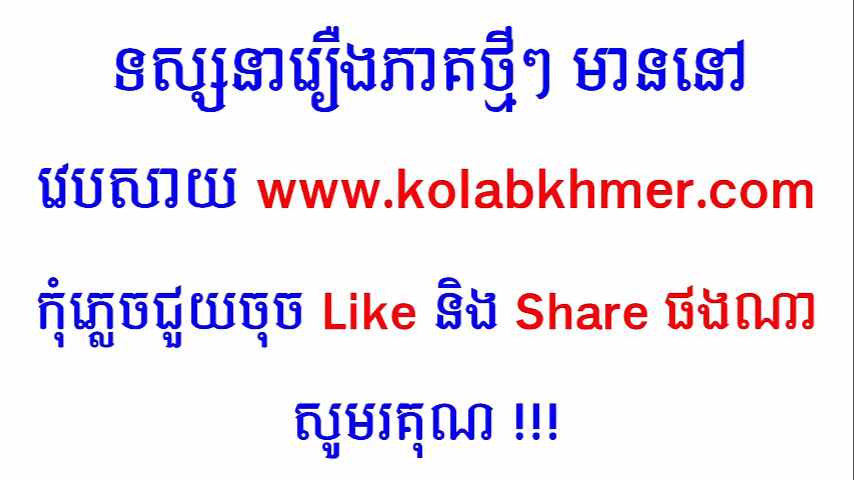 ទស្សនារឿងភាគថ្មីៗ មាននៅ
វេបសាយ www.kolabkhmer.com
កុំភ្លេចជួយចុច Like និង Share ផងណា
សូមរគុណ !!!